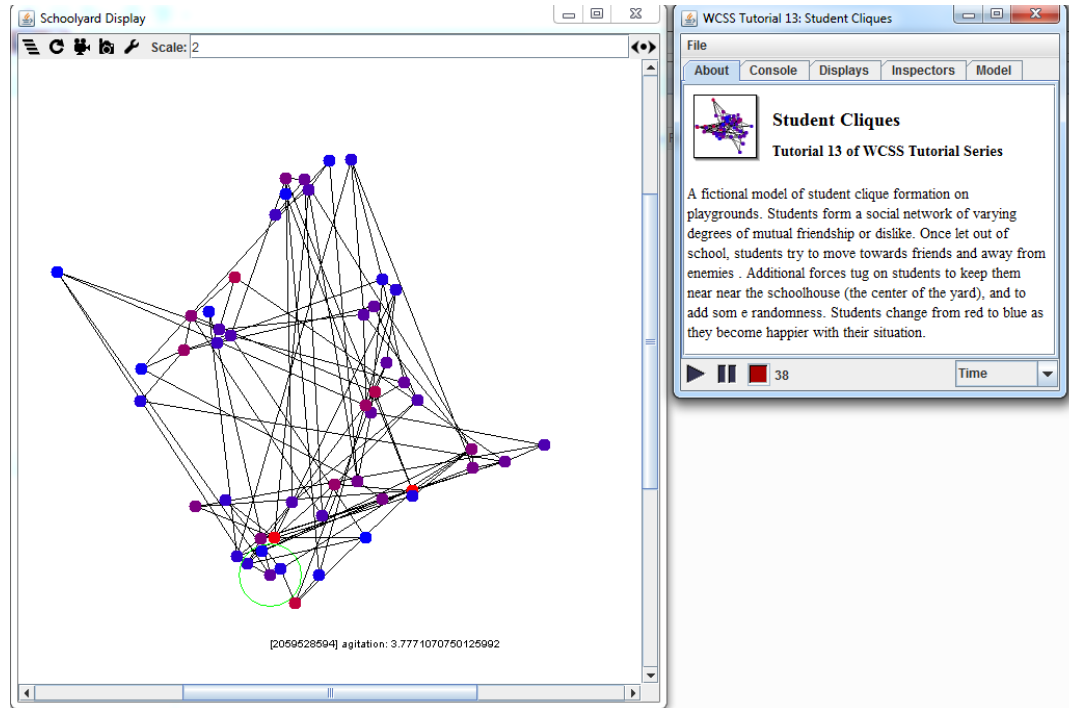 Schoolyard Display
Scale: 2
[2059528594] agitation: 3.7771070750125992
WCSS Tutorial 13: Student Cliques
File
About Console Displays Inspectors Model
Student Cliques
Tutorial 13 of WCSS Tutorial Series
A fictional model of student clique formation on
playgrounds. Students form a social network of varying
degrees of mutual friendship or dislike. Once let out of
school, students try to move towards friends and away from
enemies . Additional forces tug on students to keep them
near near the schoolhouse (the center of the yard), and to
add som e randomness. Students change from red to blue as
they become happier with their situation.
38
Time